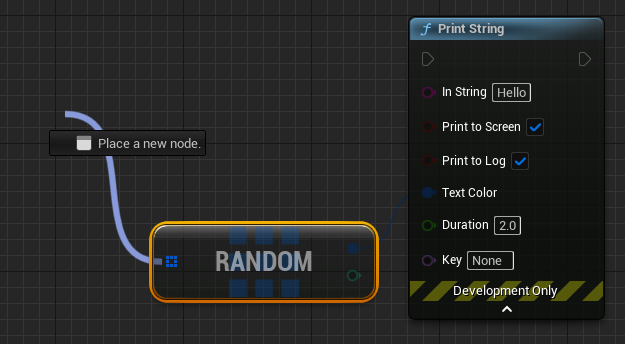 Print String
In String Hello
Place a new node.
Print to Screen
Print to Log
Text Color
Duration 2.0
RANDOM
Key None
Development Only